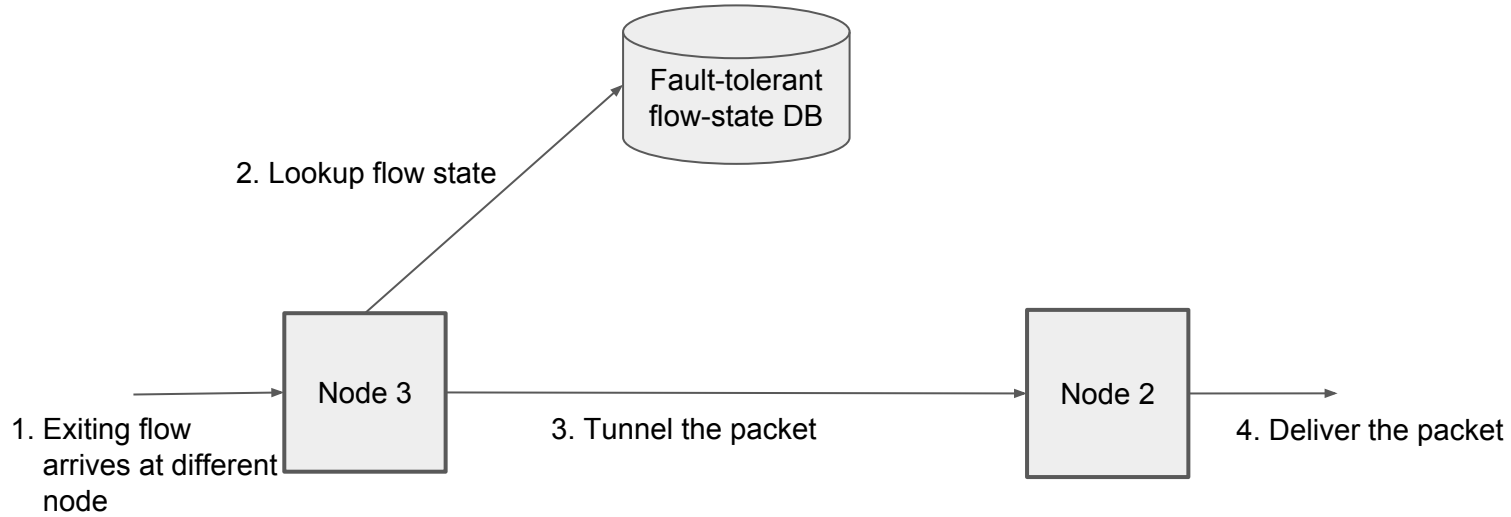 Fault-tolerant
flow-state DB
2. Lookup flow state
Node 3
Node 2
1. Exiting flow
arrives at different
node
3. Tunnel the packet
4. Deliver the packet